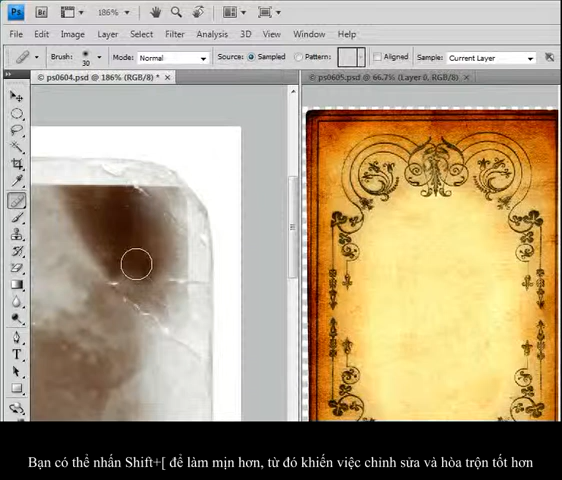 Ps Br 186%
File Edit Image Layer Select Filter Analysis 3D View Window Help
Brush: 30 Mode: Normal Source: Sampled Pattern: Aligned Sample: Current Layer
ps0604.psd @ 186% (RGB/8) * × ps0605.psd @ 66.7% (Layer 0, RGB/8) ×
T
Bạn có thể nhấn Shift+[ để làm mịn hơn, từ đó khiến việc chỉnh sửa và hòa trộn tốt hơn